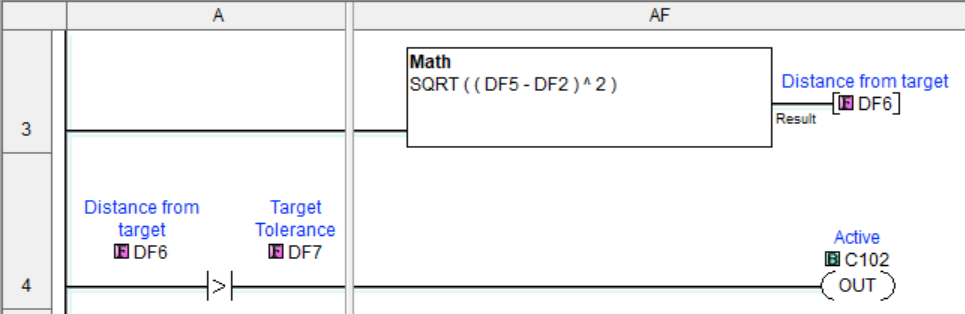 A AF
Math
SQRT ( ( DF5 - DF2 ) ^ 2 )
Distance from target
F DF6
Result
3
Distance from
target
F DF6
Target
Tolerance
F DF7
>
Active
B C102
OUT
4